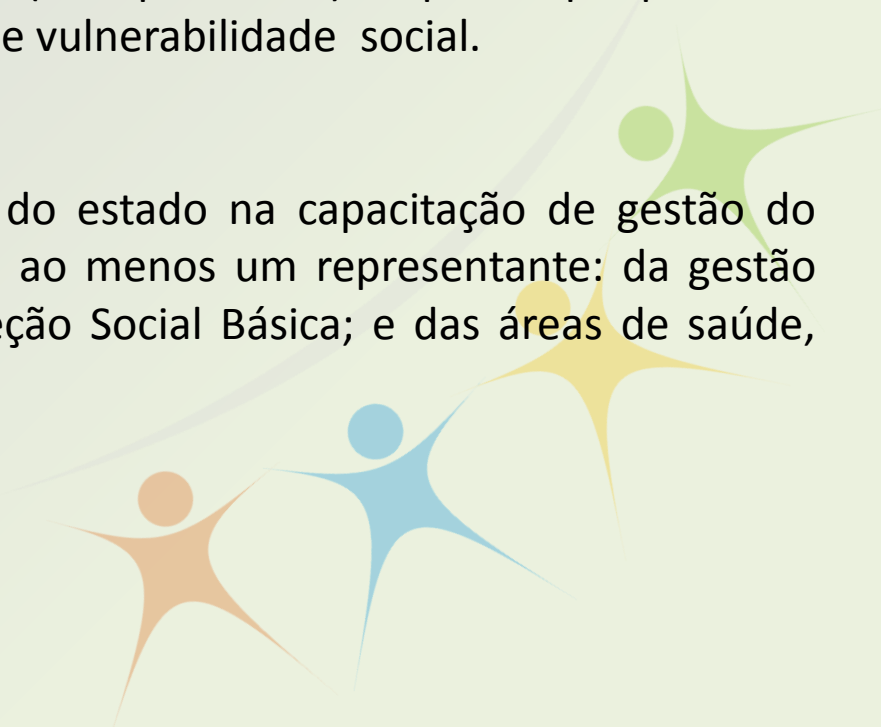 e vulnerabilidade social.
do estado na capacitação de gestão do
ao menos um representante: da gestão
eção Social Básica; e das áreas de saúde,